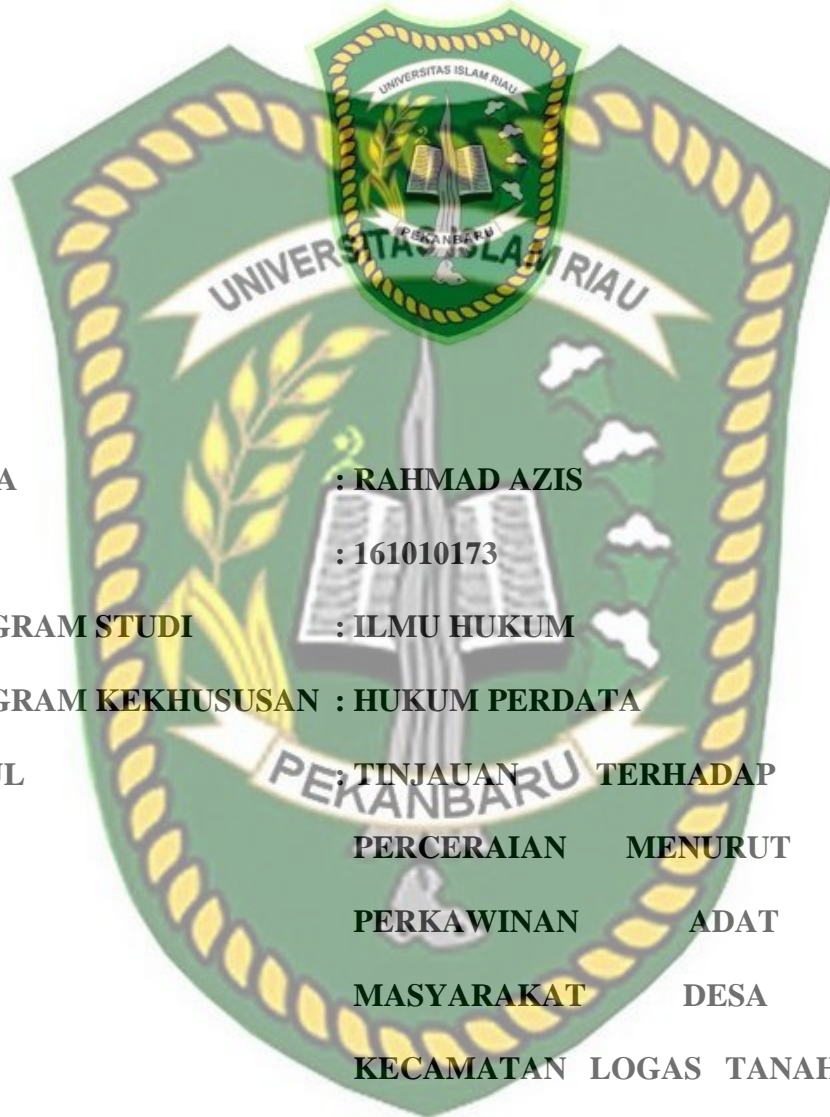 UNIVERSITAS ISLAM RIAU
PEKANBARU
UNIVERSITAS ISLAM RIAU
A : RAHMAD AZIS
: 161010173
GRAM STUDI : ILMU HUKUM
GRAM KEKHUSUSAN : HUKUM PERDATA
UL : TINJAUAN TERHADAP
PERCERAIAN MENURUT
PERKAWINAN ADAT
MASYARAKAT DESA
KECAMATAN LOGAS TANAH
PEKANBARU